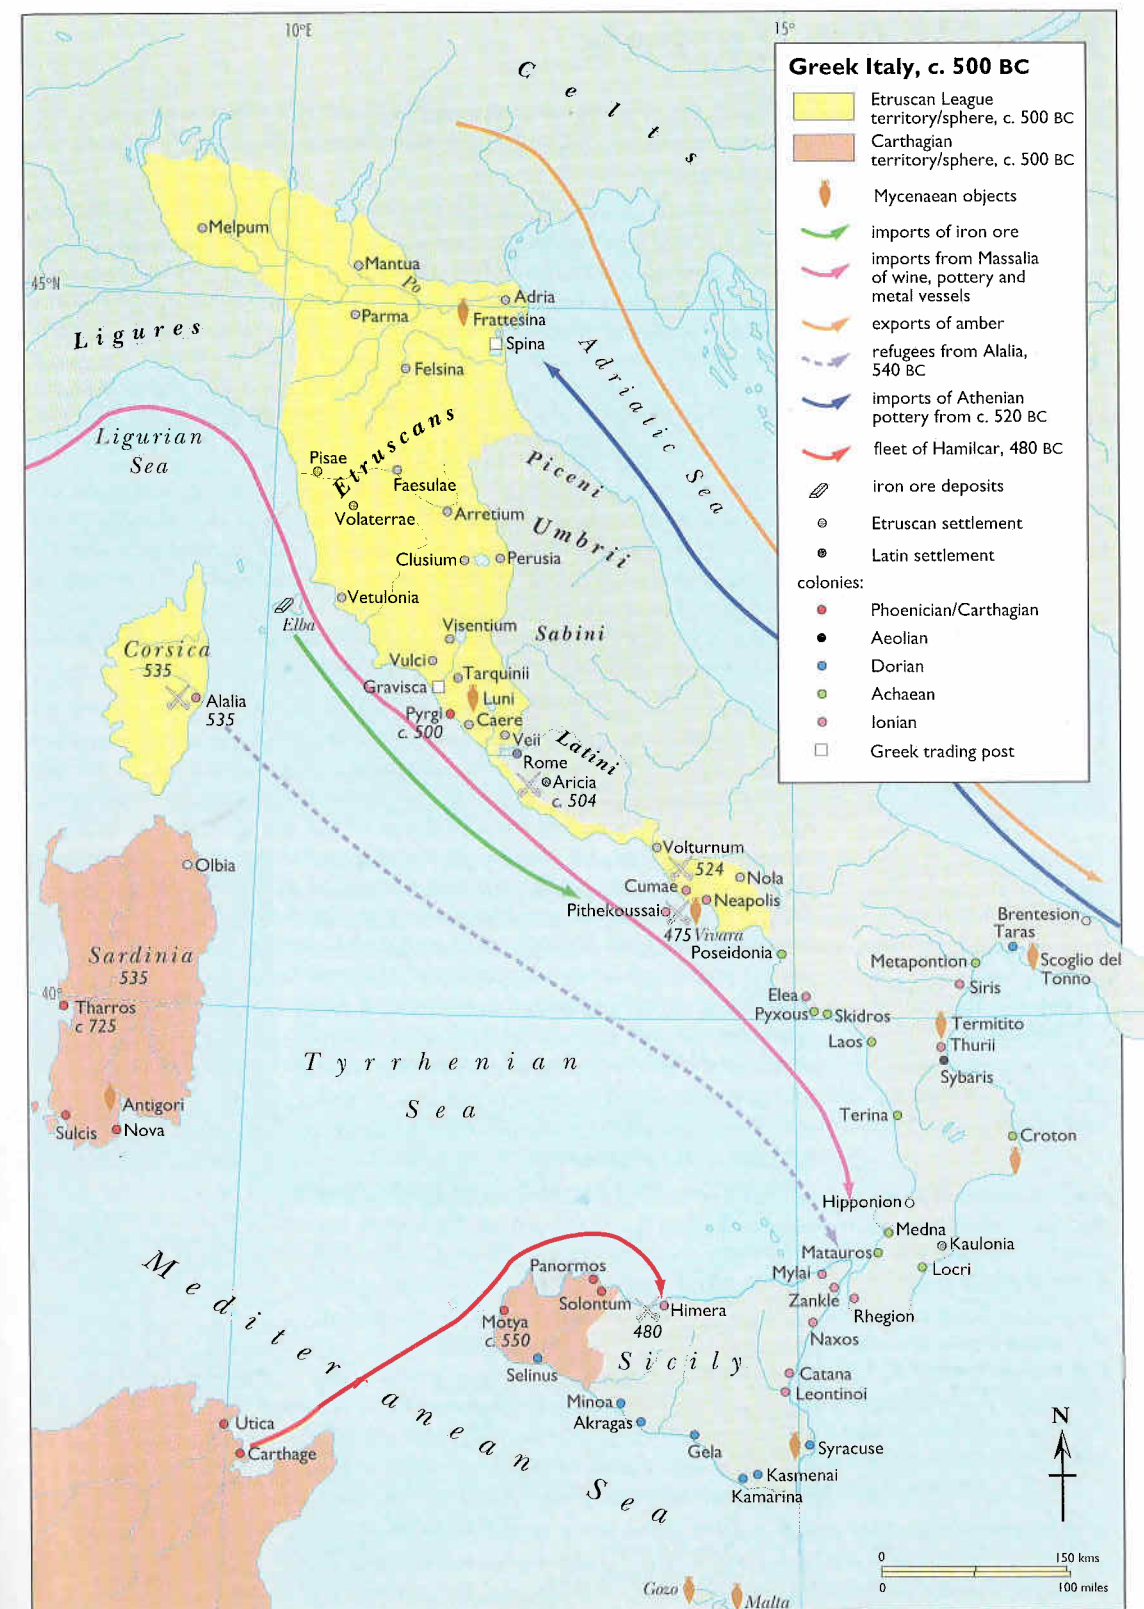 10°E
15°
Celts
Greek Italy, c. 500 BC
Etruscan League
territory/sphere, c. 500 BC
Carthagian
territory/sphere, c. 500 BC
Mycenaean objects
imports of iron ore
imports from Massalia
of wine, pottery and
metal vessels
exports of amber
refugees from Alalia,
540 BC
imports of Athenian
pottery from c. 520 BC
fleet of Hamilcar, 480 BC
iron ore deposits
Etruscan settlement
Latin settlement
colonies:
Phoenician/Carthagian
Aeolian
Dorian
Achaean
Ionian
Greek trading post
Melpum
Mantua
45°N
Po
Adria
Parma
Frattesina
Ligures
Spina
Adriatic Sea
Felsina
Ligurian
Sea
Etruscans
Pisae
Piceni
Faesulae
Volaterrae
Arretium
Umbrii
Clusium
Perusia
Vetulonia
Elba
Visentium
Sabini
Corsica
535
Vulci
Tarquinii
Gravisca
Luni
Alalia
535
Pyrgi
c. 500
Caere
Veii
Latini
Rome
Aricia
c. 504
Volturnum
524
Olbia
Nola
Cumae
Neapolis
Pithekoussai
475
Vivara
Brentesion
Taras
Poseidonia
Sardinia
535
Metapontion
Scoglio del
Tonno
Siris
40°
Elea
Tharros
c 725
Pyxous
Skidros
Termitito
Laos
Thurii
Tyrrhenian
Sea
Sybaris
Antigori
Terina
Sulcis
Nova
Croton
Hipponion
Medna
Kaulonia
Matauros
Mediterranean Sea
Panormos
Mylai
Locri
Solontum
Himera
Zankle
Rhegion
Motya
c. 550
480
Naxos
Sicily
Selinus
Catana
Leontinoi
Minoa
Akragas
Utica
N
Carthage
Gela
Syracuse
Kasmenai
Kamarina
0
150 kms
0
100 miles
Gozo
Malta